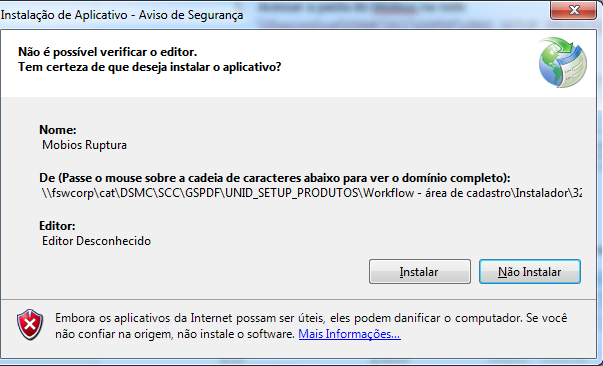 Instalação de Aplicativo - Aviso de Segurança
Não é possível verificar o editor.
Tem certeza de que deseja instalar o aplicativo?
Nome:
Mobios Ruptura
De (Passe o mouse sobre a cadeia de caracteres abaixo para ver o domínio completo):
\\fswcorp\cat\DSMC\SCC\GSPDF\UNID_SETUP_PRODUTOS\Workflow - área de cadastro\Instalador\32
Editor:
Editor Desconhecido
Instalar
Não Instalar
Embora os aplicativos da Internet possam ser úteis, eles podem danificar o computador. Se você
não confiar na origem, não instale o software. Mais Informações...